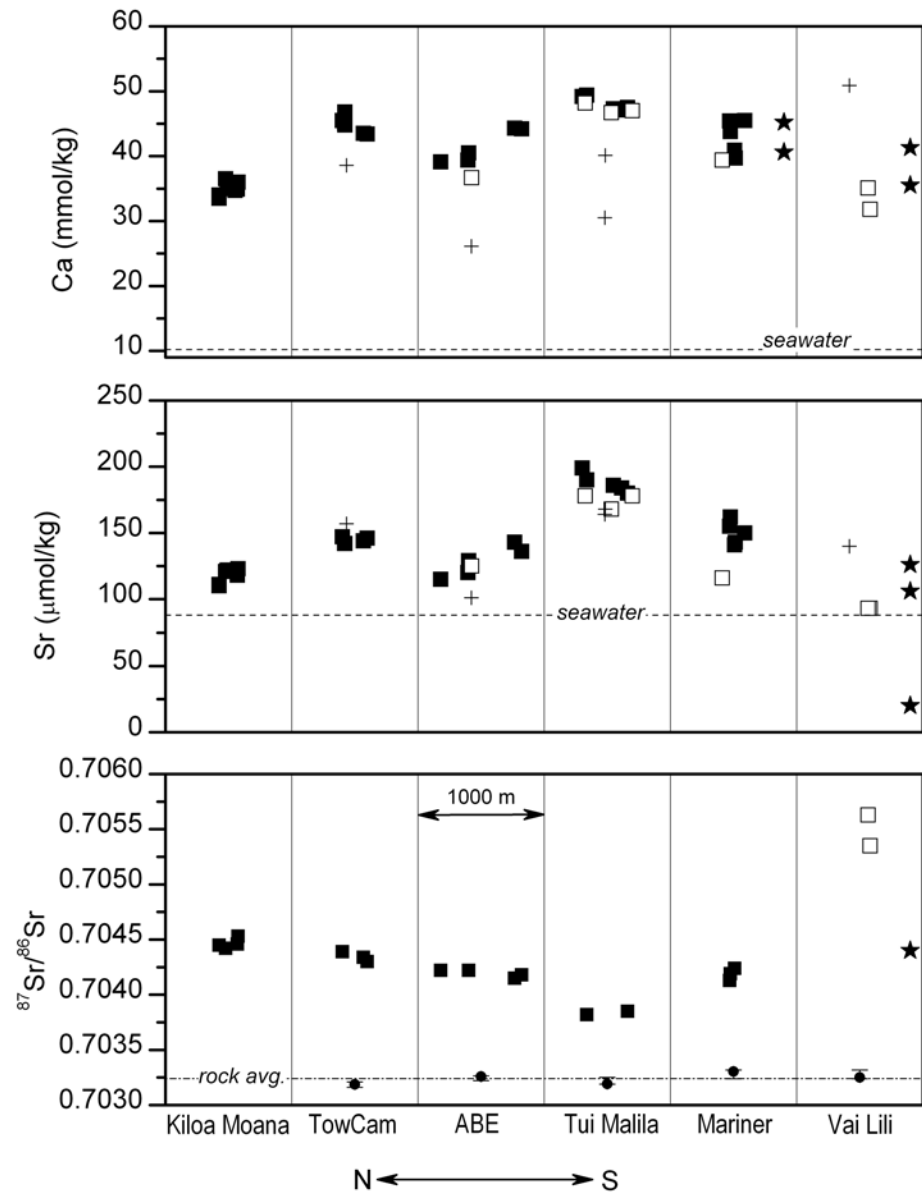 60
50
40
30
20
10
Ca (mmol/kg)
seawater
250
200
150
100
50
0
Sr (μmol/kg)
seawater
0.7060
0.7055
0.7050
0.7045
0.7040
0.7035
0.7030
⁸⁷Sr/⁸⁶Sr
1000 m
rock avg.
Kiloa Moana TowCam ABE Tui Malila Mariner Vai Lili
N S